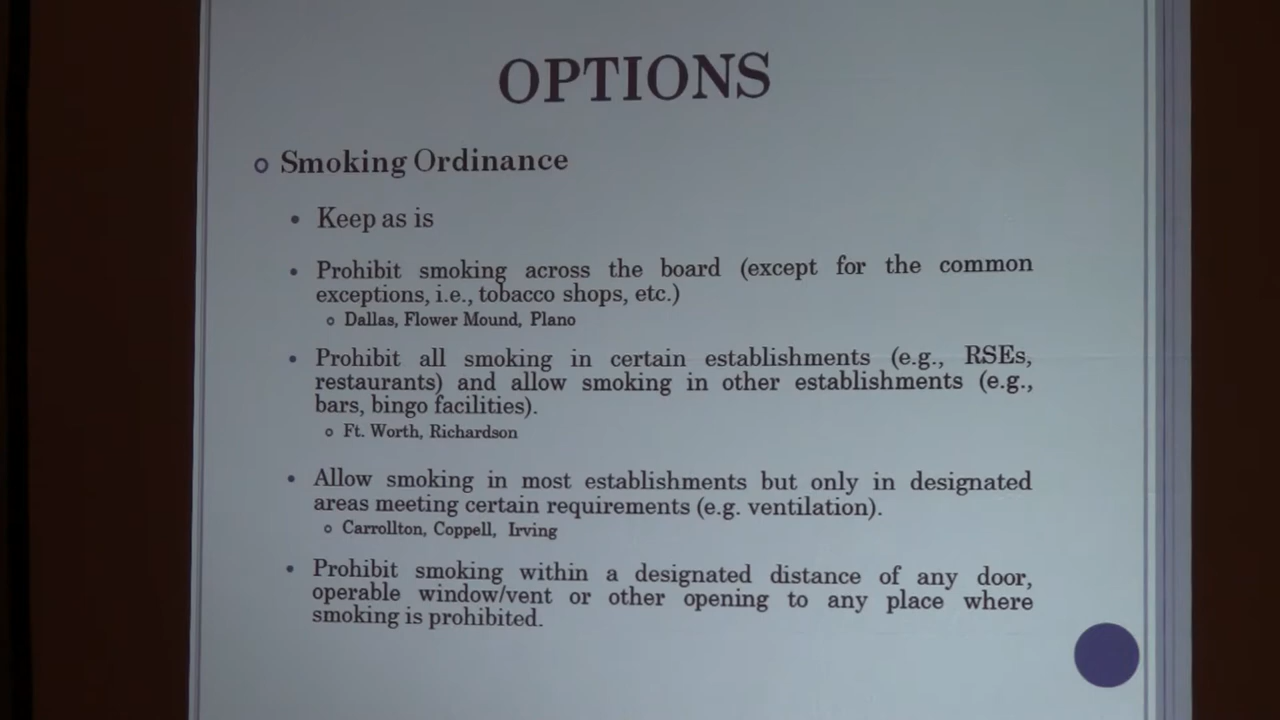 OPTIONS
Smoking Ordinance
Keep as is
Prohibit smoking across the board (except for the common
exceptions, i.e., tobacco shops, etc.)
Dallas, Flower Mound, Plano
Prohibit all smoking in certain establishments (e.g., RSEs,
restaurants) and allow smoking in other establishments (e.g.,
bars, bingo facilities).
Ft. Worth, Richardson
Allow smoking in most establishments but only in designated
areas meeting certain requirements (e.g. ventilation).
Carrollton, Coppell, Irving
Prohibit smoking within a designated distance of any door,
operable window/vent or other opening to any place where
smoking is prohibited.